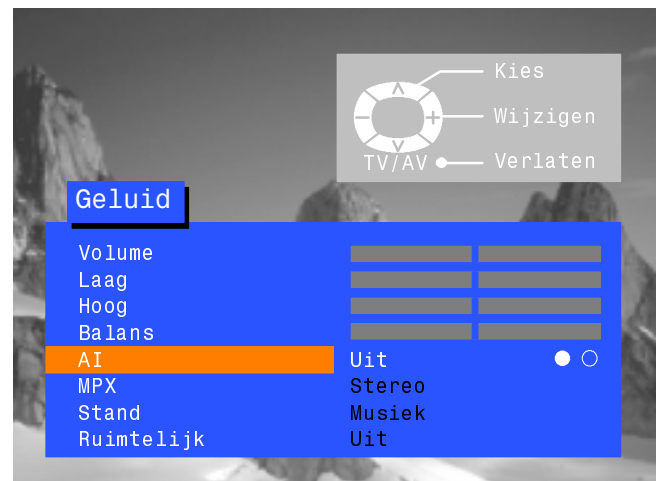 Kies
Wijzigen
TV/AV Verlaten
Geluid
Volume
Laag
Hoog
Balans
AI Uit
MPX Stereo
Stand Musiek
Ruimtelijk Uit